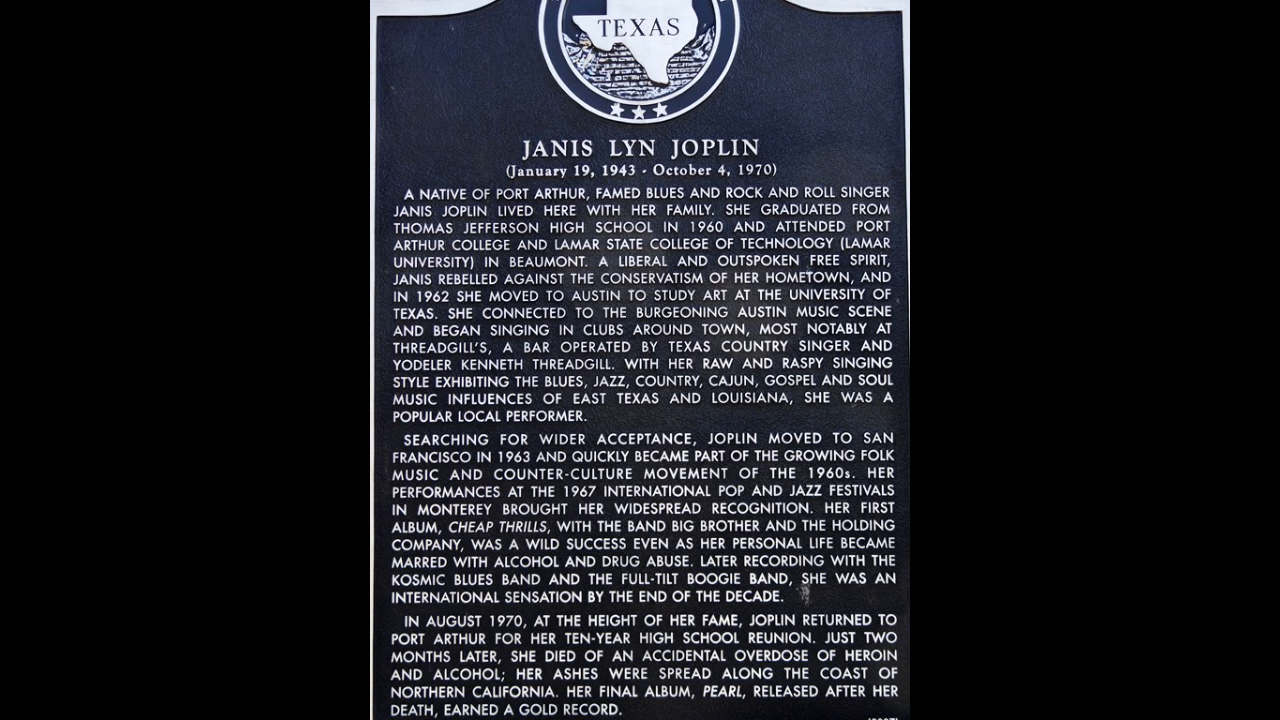 TEXAS
JANIS LYN JOPLIN
(January 19, 1943 - October 4, 1970)
A NATIVE OF PORT ARTHUR, FAMED BLUES AND ROCK AND ROLL SINGER
JANIS JOPLIN LIVED HERE WITH HER FAMILY. SHE GRADUATED FROM
THOMAS JEFFERSON HIGH SCHOOL IN 1960 AND ATTENDED PORT
ARTHUR COLLEGE AND LAMAR STATE COLLEGE OF TECHNOLOGY (LAMAR
UNIVERSITY) IN BEAUMONT. A LIBERAL AND OUTSPOKEN FREE SPIRIT,
JANIS REBELLED AGAINST THE CONSERVATISM OF HER HOMETOWN, AND
IN 1962 SHE MOVED TO AUSTIN TO STUDY ART AT THE UNIVERSITY OF
TEXAS. SHE CONNECTED TO THE BURGEONING AUSTIN MUSIC SCENE
AND BEGAN SINGING IN CLUBS AROUND TOWN, MOST NOTABLY AT
THREADGILL'S, A BAR OPERATED BY TEXAS COUNTRY SINGER AND
YODELER KENNETH THREADGILL. WITH HER RAW AND RASPY SINGING
STYLE EXHIBITING THE BLUES, JAZZ, COUNTRY, CAJUN, GOSPEL AND SOUL
MUSIC INFLUENCES OF EAST TEXAS AND LOUISIANA, SHE WAS A
POPULAR LOCAL PERFORMER.
SEARCHING FOR WIDER ACCEPTANCE, JOPLIN MOVED TO SAN
FRANCISCO IN 1963 AND QUICKLY BECAME PART OF THE GROWING FOLK
MUSIC AND COUNTER-CULTURE MOVEMENT OF THE 1960s. HER
PERFORMANCES AT THE 1967 INTERNATIONAL POP AND JAZZ FESTIVALS
IN MONTEREY BROUGHT HER WIDESPREAD RECOGNITION. HER FIRST
ALBUM, CHEAP THRILLS, WITH THE BAND BIG BROTHER AND THE HOLDING
COMPANY, WAS A WILD SUCCESS EVEN AS HER PERSONAL LIFE BECAME
MARRED WITH ALCOHOL AND DRUG ABUSE. LATER RECORDING WITH THE
KOSMIC BLUES BAND AND THE FULL-TILT BOOGIE BAND, SHE WAS AN
INTERNATIONAL SENSATION BY THE END OF THE DECADE.
IN AUGUST 1970, AT THE HEIGHT OF HER FAME, JOPLIN RETURNED TO
PORT ARTHUR FOR HER TEN-YEAR HIGH SCHOOL REUNION. JUST TWO
MONTHS LATER, SHE DIED OF AN ACCIDENTAL OVERDOSE OF HEROIN
AND ALCOHOL; HER ASHES WERE SPREAD ALONG THE COAST OF
NORTHERN CALIFORNIA. HER FINAL ALBUM, PEARL, RELEASED AFTER HER
DEATH, EARNED A GOLD RECORD.